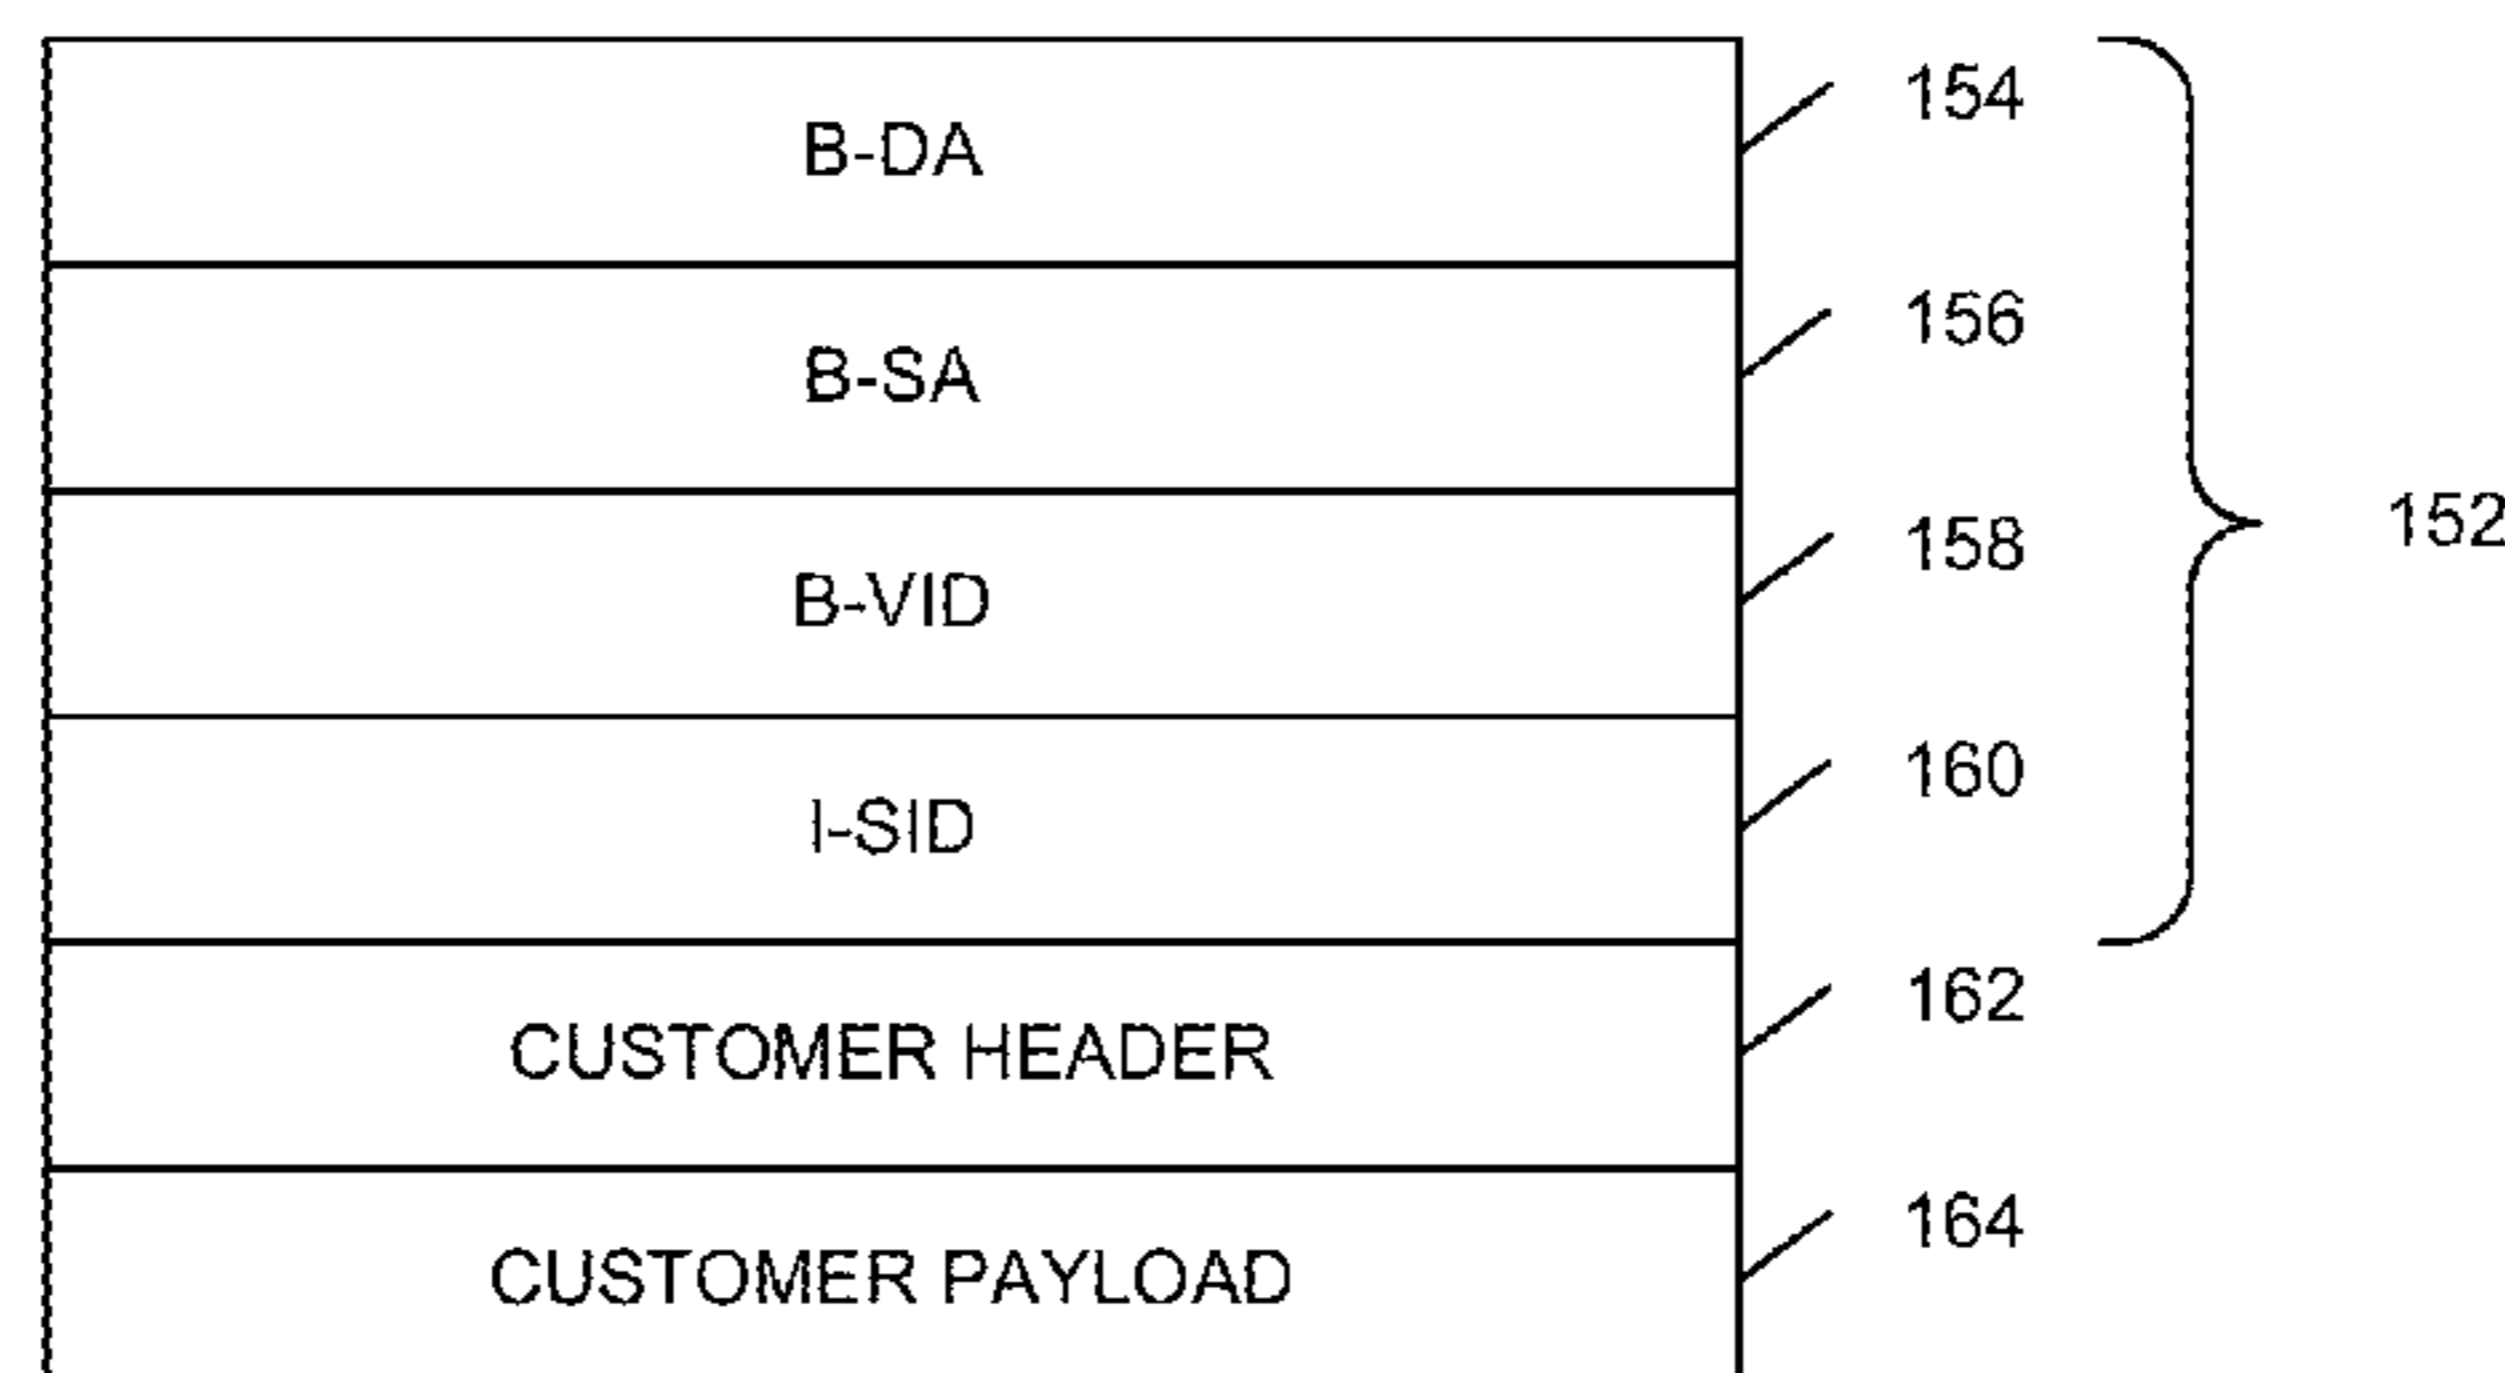 B-DA 154
B-SA 156
152
B-VID 158
I-SID 160
CUSTOMER HEADER 162
CUSTOMER PAYLOAD 164